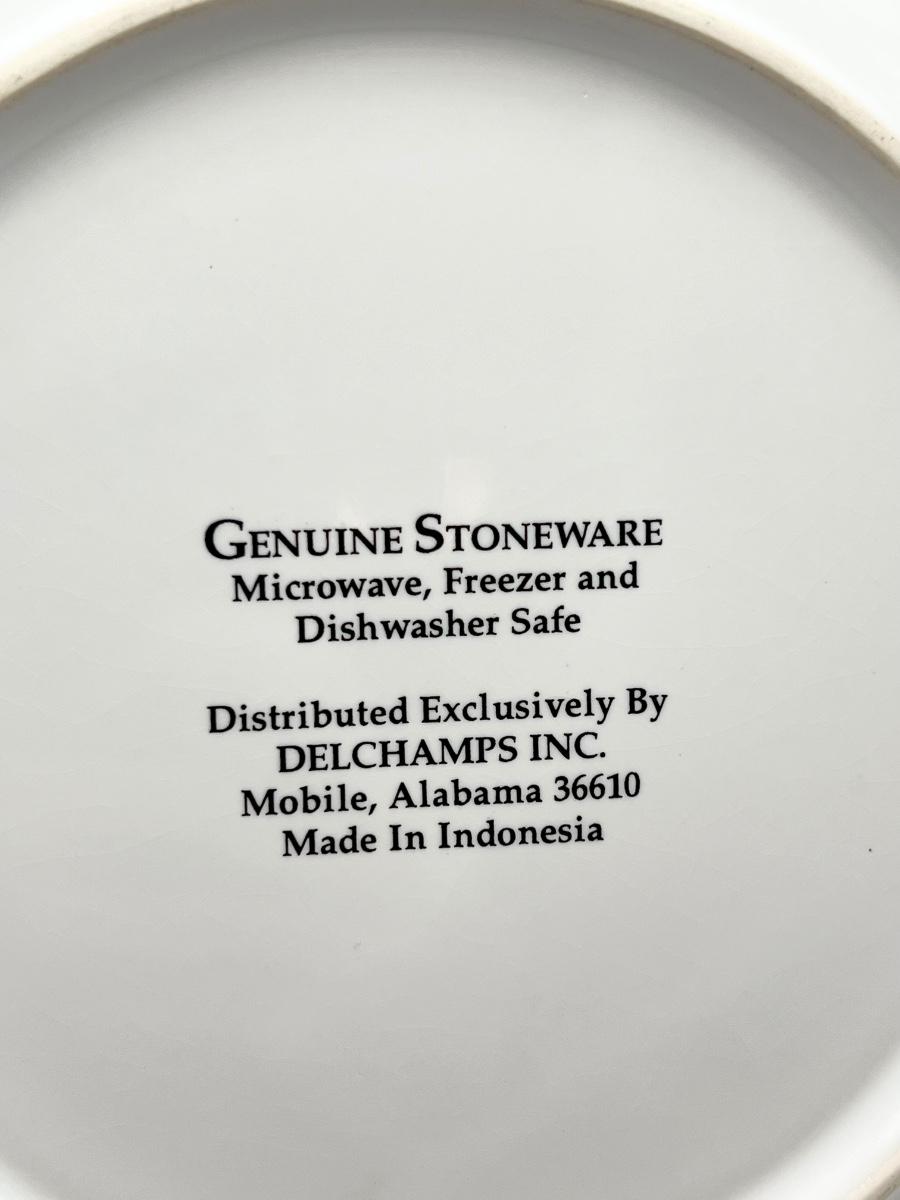 GENUINE STONEWARE
Microwave, Freezer and
Dishwasher Safe
Distributed Exclusively By
DELCHAMPS INC.
Mobile, Alabama 36610
Made In Indonesia